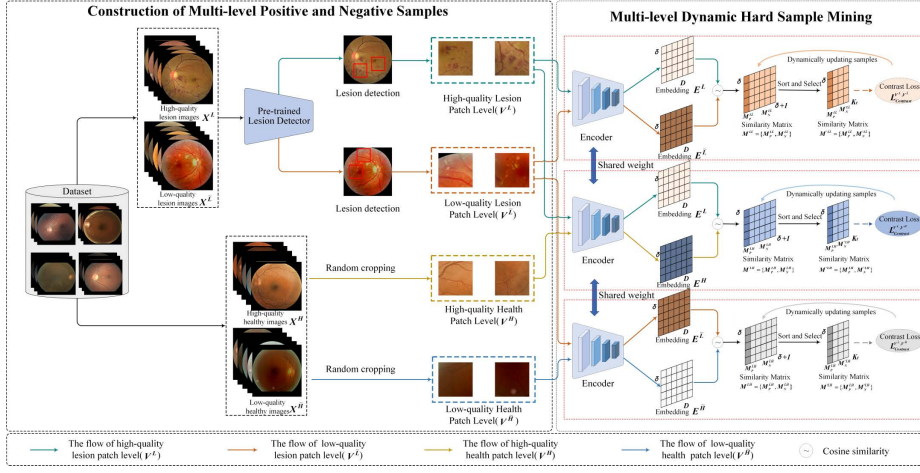 Construction of Multi-level Positive and Negative Samples
Dataset
High-quality
lesion images X^L
Low-quality
lesion images X^L̄
Pre-trained
Lesion
Detector
Lesion detection
Lesion detection
High-quality Lesion
Patch Level(V^L)
Low-quality Lesion
Patch Level(V^L̄)
High-quality
healthy images X^H
Low-quality
healthy images X^H̄
Random cropping
Random cropping
High-quality Health
Patch Level(V^H)
Low-quality Health
Patch Level(V^H̄)
Multi-level Dynamic Hard Sample Mining
Encoder
δ
D
Embedding E^L
δ
D
Embedding E^L̄
~
Dynamically updating samples
δ
δ+1
Sort and Select
δ
K_t
Similarity Matrix
Similarity Matrix
Contrast Loss
Shared weight
Encoder
δ
D
Embedding E^L
D
Embedding E^H
~
Dynamically updating samples
δ
δ+1
Sort and Select
δ
K_t
Similarity Matrix
Similarity Matrix
Contrast Loss
Shared weight
Encoder
δ
D
Embedding E^L̄
D
Embedding E^H̄
~
Dynamically updating samples
δ
δ+1
Sort and Select
δ
K_t
Similarity Matrix
Similarity Matrix
Contrast Loss
The flow of high-quality
lesion patch level(V^L)
The flow of low-quality
lesion patch level(V^L̄)
The flow of high-quality
health patch level(V^H)
The flow of low-quality
health patch level(V^H̄)
~
Cosine similarity